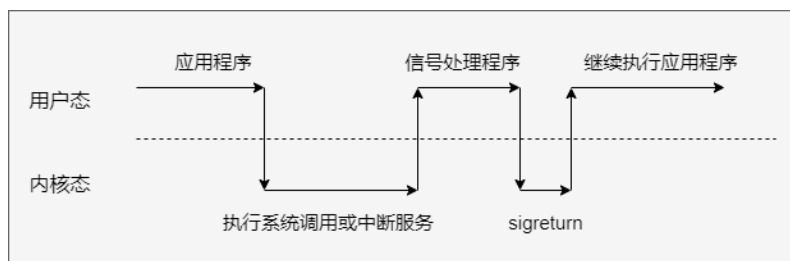 应用程序
信号处理程序
继续执行应用程序
用户态
内核态
执行系统调用或中断服务
sigreturn